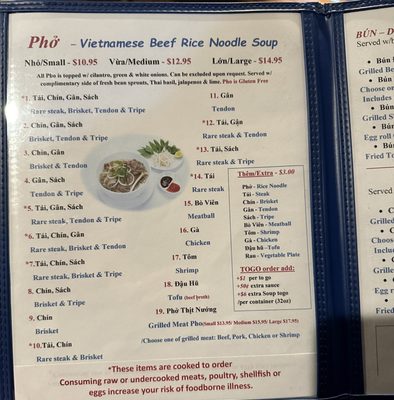 Phở – Vietnamese Beef Rice Noodle Soup
Nhỏ/Small - $10.95 Vừa/Medium - $12.95 Lớn/Large - $14.95
All Pho is topped w/ cilantro, green & white onions. Can be excluded upon request. Served w/
complimentary side of fresh bean sprouts, Thai basil, jalapenos & lime. Pho is Gluten Free
*1. Tái, Chín, Gân, Sách
Rare steak, Brisket, Tendon & Tripe
2. Chín, Gân, Sách
Brisket, Tendon & Tripe
3. Chín, Gân
Brisket & Tendon
4. Gân, Sách
Tendon & Tripe
*5. Tái, Gân, Sách
Rare steak, Tendon & Tripe
*6. Tái, Chín, Gân
Rare steak, Brisket & Tendon
*7. Tái, Chín, Sách
Rare steak, Brisket & Tripe
8. Chín, Sách
Brisket & Tripe
9. Chín
Brisket
*10. Tái, Chín
Rare steak & Brisket
11. Gân
Tendon
*12. Tái, Gân
Rare steak & Tendon
*13. Tái, Sách
Rare steak & Tripe
*14. Tái
Rare steak
15. Bò Viên
Meatball
16. Gà
Chicken
17. Tôm
Shrimp
18. Đậu Hũ
Tofu (beef broth)
19. Phở Thịt Nướng
Grilled Meat Pho (Small $13.95/ Medium $15.95/ Large $17.95)
/Choose one of grilled meat: Beef, Pork, Chicken or Shrimp
Thêm/Extra - $3.00
Phở - Rice Noodle
Tái - Steak
Chín - Brisket
Gân - Tendon
Sách - Tripe
Bò Viên - Meatball
Tôm - Shrimp
Gà - Chicken
Đậu hũ - Tofu
Rau - Vegetable Plate
TOGO order add:
+$1 per to go
+50¢ extra sauce
+$6 extra Soup togo
/per container (32oz)
*These items are cooked to order
Consuming raw or undercooked meats, poultry, shellfish or
eggs increase your risk of foodborne illness.
BÚN –
Served w/
Bún
Grilled Be
Choose or
Includes
Bún
Grilled
Bún
Egg roll
Bún
Fried To
Served
Grilled
Choose
Include
Grilled
Egg r
Fried